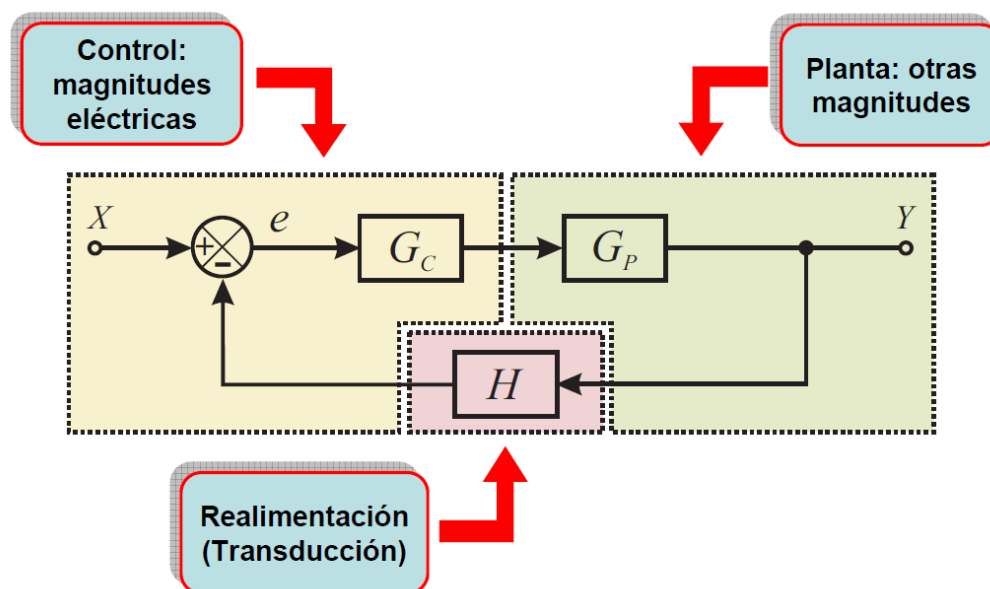 Control:
magnitudes
eléctricas
Planta: otras
magnitudes
X
+
-
e
G_C
G_P
Y
H
Realimentación
(Transducción)